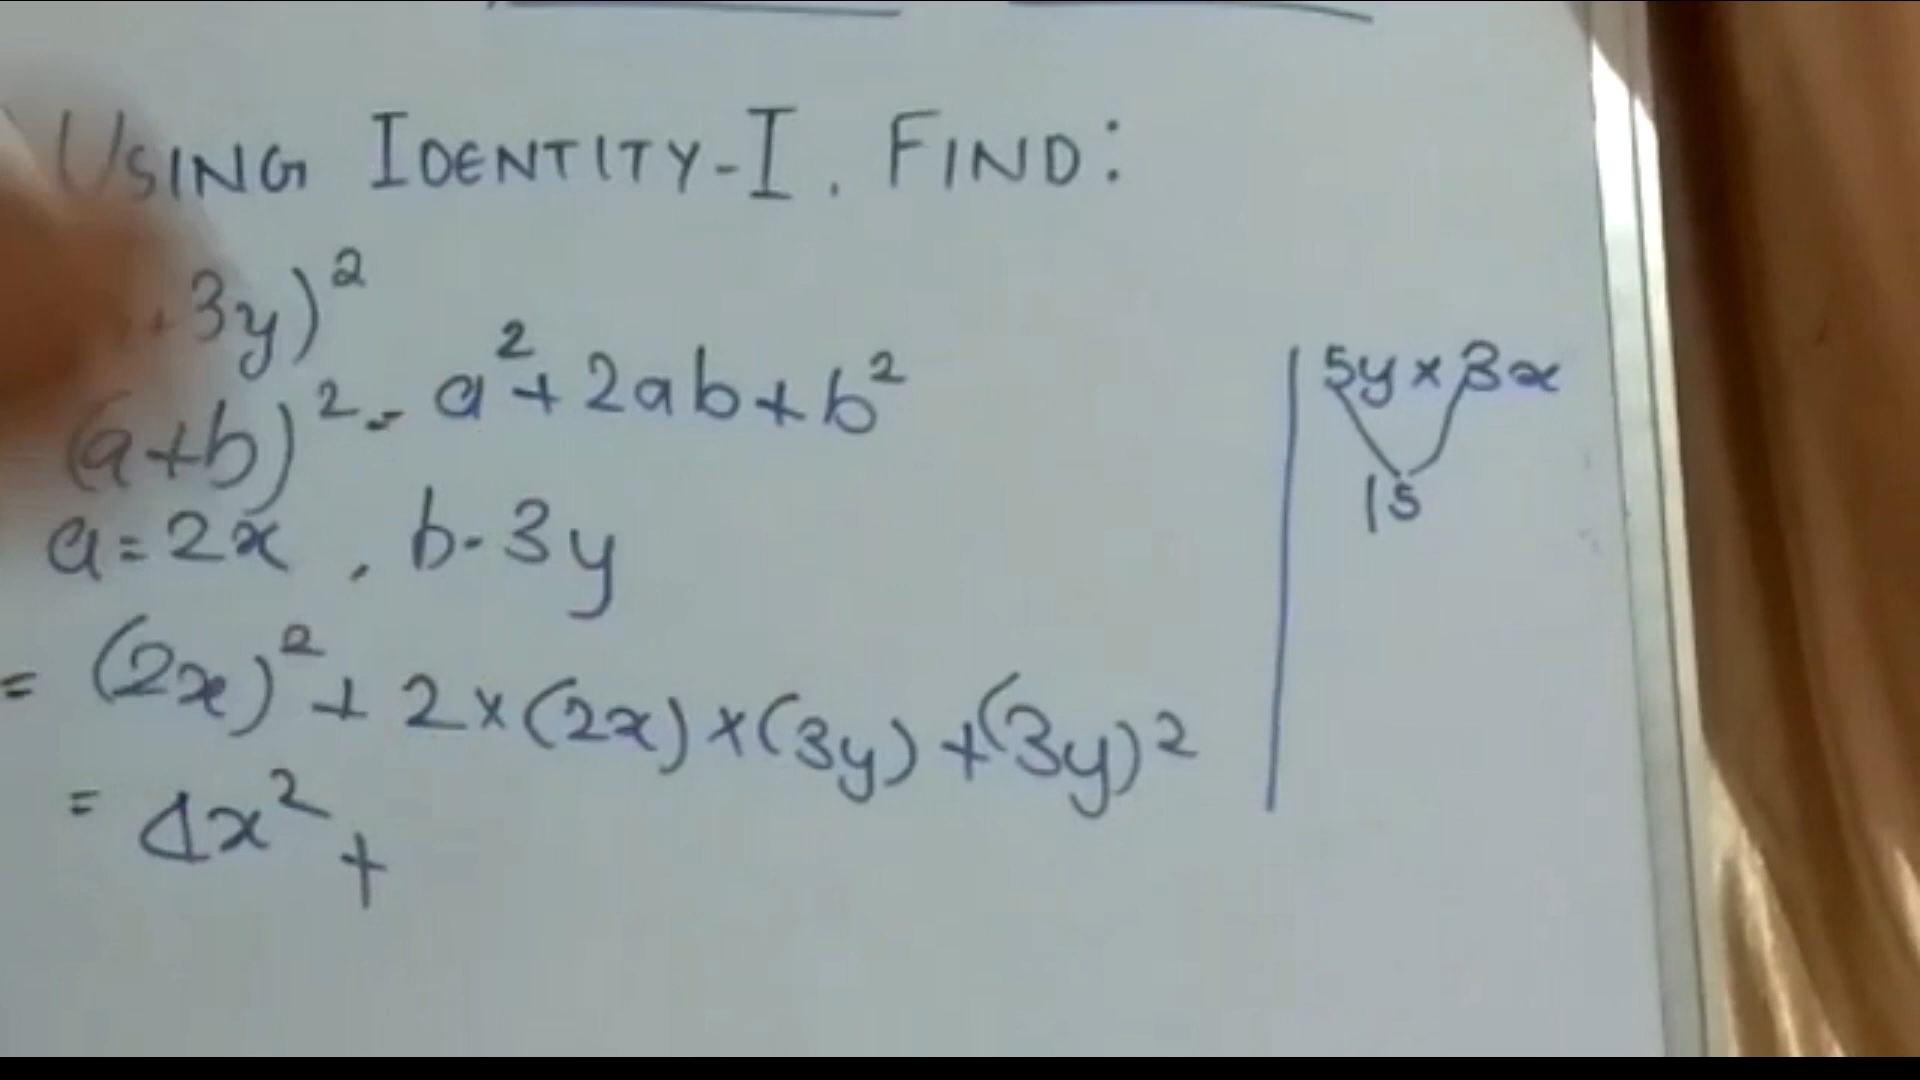 USING IDENTITY-I. FIND:
3y)²
(a+b)² = a²+2ab+b²
a=2x , b=3y
= (2x)²+2×(2x)×(3y)+(3y)²
= 4x²+
5y×3x
15